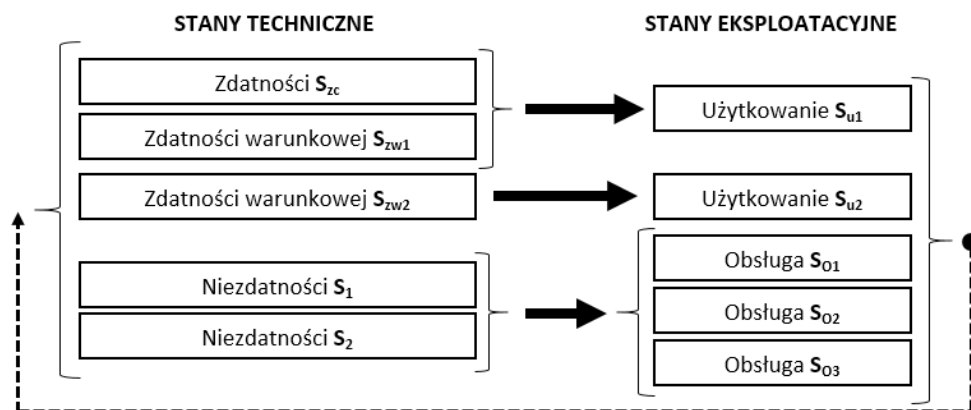 STANY TECHNICZNE
STANY EKSPLOATACYJNE
Zdatności Szc
Zdatności warunkowej Szw1
Użytkowanie Su1
Zdatności warunkowej Szw2
Użytkowanie Su2
Niezdatności S1
Niezdatności S2
Obsługa SO1
Obsługa SO2
Obsługa SO3